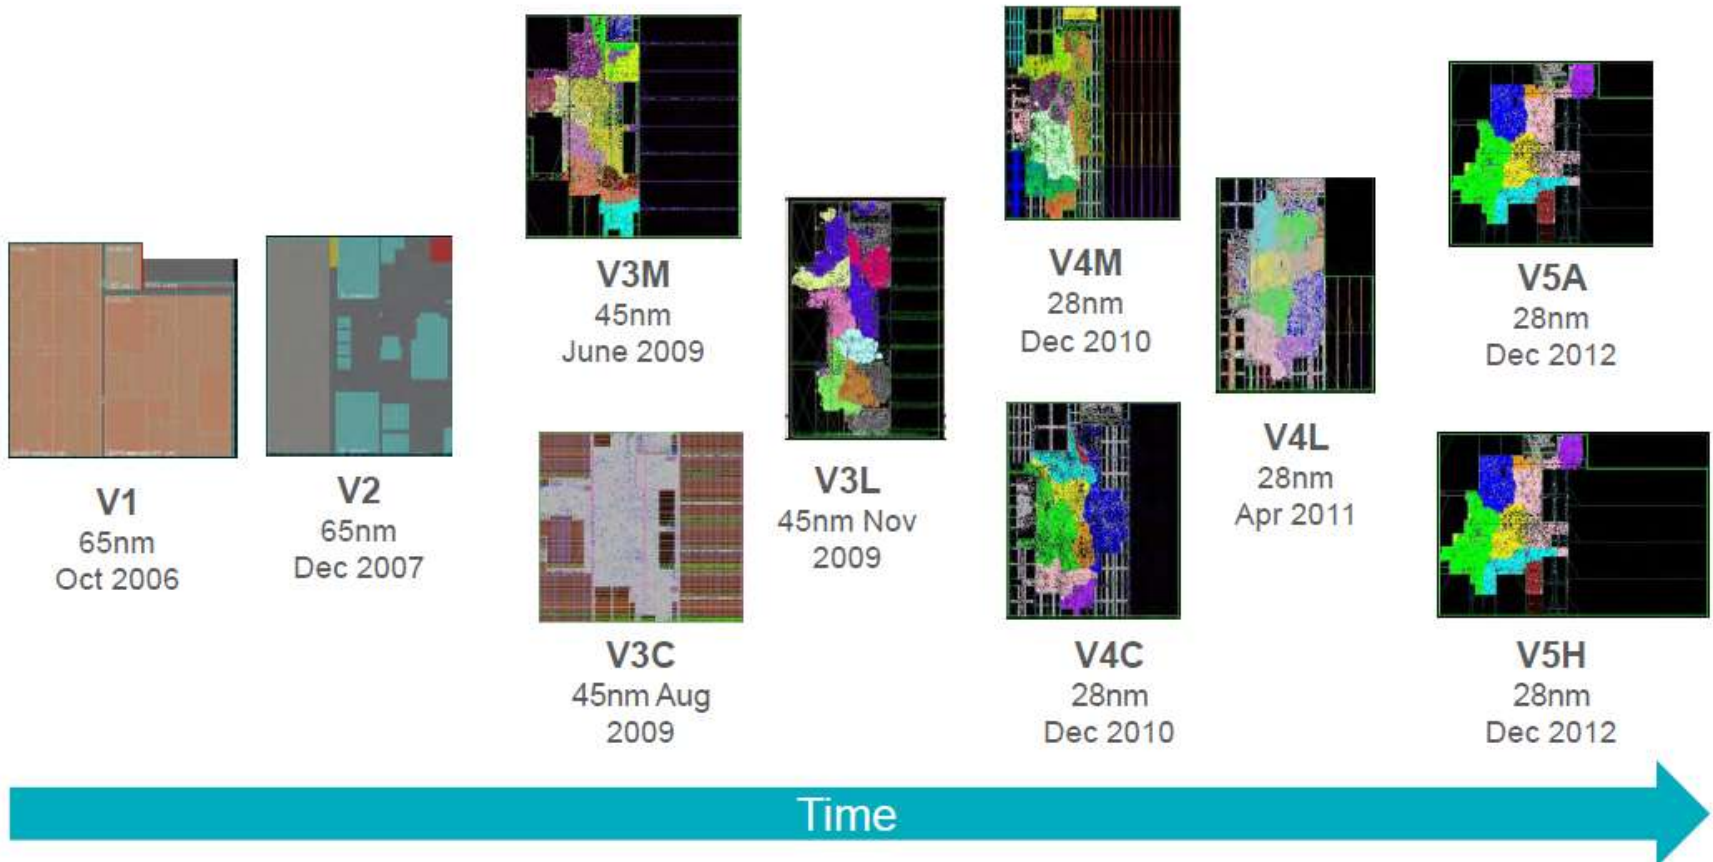 V1
65nm
Oct 2006
V2
65nm
Dec 2007
V3M
45nm
June 2009
V3C
45nm Aug
2009
V3L
45nm Nov
2009
V4M
28nm
Dec 2010
V4C
28nm
Dec 2010
V4L
28nm
Apr 2011
V5A
28nm
Dec 2012
V5H
28nm
Dec 2012
Time